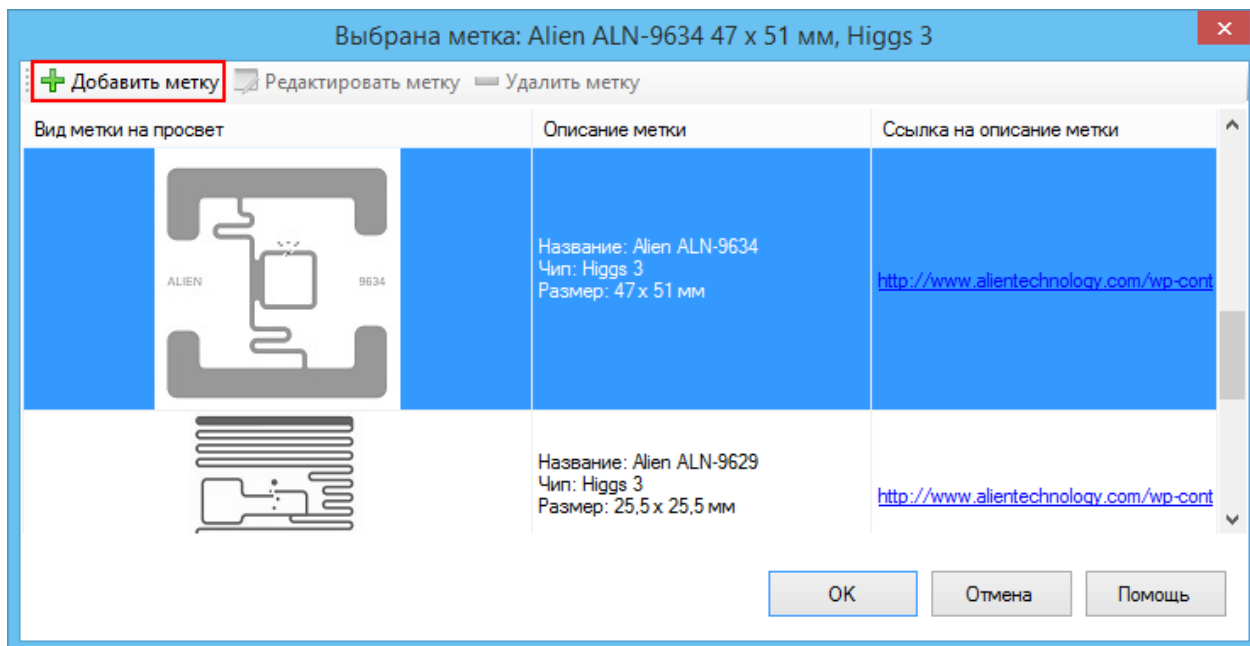 Выбрана метка: Alien ALN-9634 47 x 51 мм, Higgs 3
Добавить метку Редактировать метку Удалить метку
Вид метки на просвет Описание метки Ссылка на описание метки
ALIEN 9634
Название: Alien ALN-9634
Чип: Higgs 3
Размер: 47 x 51 мм
http://www.alientechnology.com/wp-cont
Название: Alien ALN-9629
Чип: Higgs 3
Размер: 25,5 x 25,5 мм
http://www.alientechnology.com/wp-cont
OK Отмена Помощь